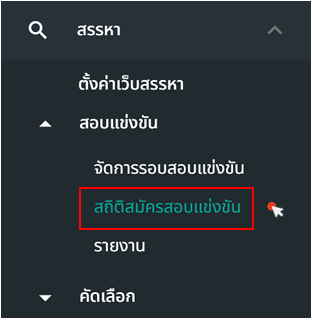 สรรหา
ตั้งค่าเว็บสรรหา
สอบแข่งขัน
จัดการรอบสอบแข่งขัน
สถิติสมัครสอบแข่งขัน
รายงาน
คัดเลือก